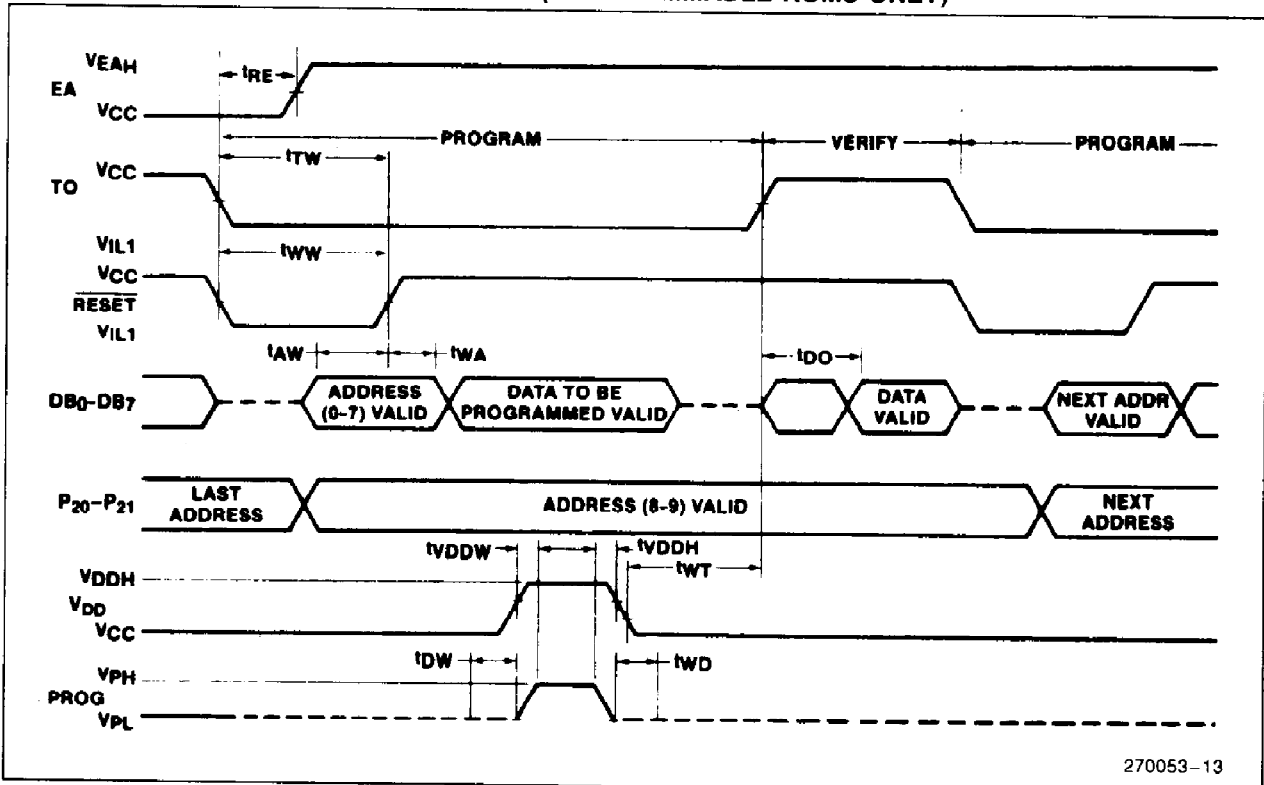 VEAH
tRE
EA
VCC
PROGRAM
VERIFY
PROGRAM
tTW
VCC
TO
VIL1
tWW
VCC
RESET
VIL1
tAW
tWA
tDO
DB0-DB7
ADDRESS
(0-7) VALID
DATA TO BE
PROGRAMMED VALID
DATA
VALID
NEXT ADDR
VALID
P20-P21
LAST
ADDRESS
ADDRESS (8-9) VALID
NEXT
ADDRESS
tVDDW
tVDDH
tWT
VDDH
VDD
VCC
tDW
tWD
VPH
PROG
VPL
270053-13